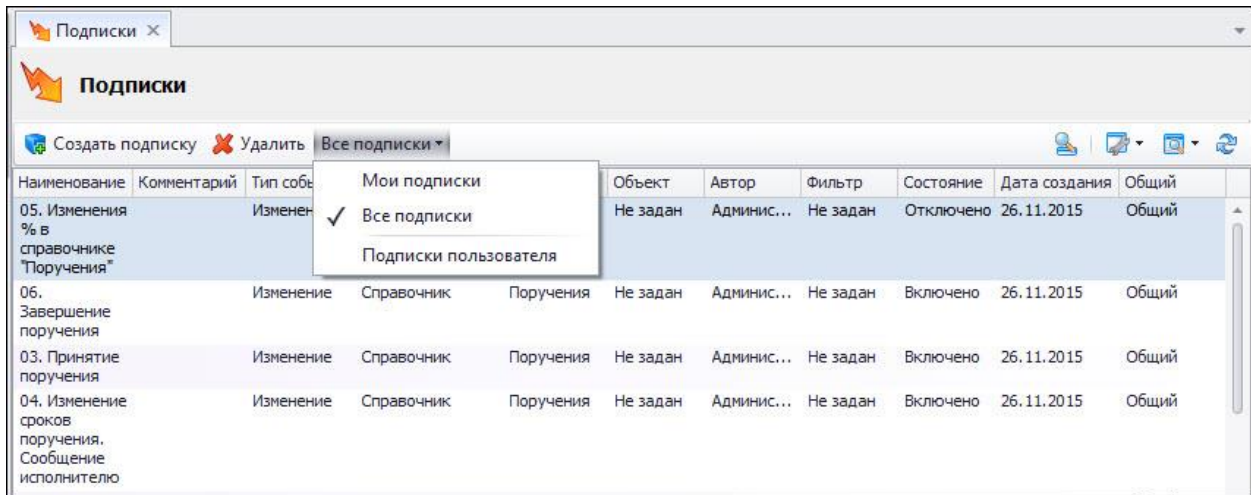 Подписки
Подписки
Создать подписку Удалить Все подписки
Мои подписки
Все подписки
Подписки пользователя
Наименование Комментарий Объект Автор Фильтр Состояние Дата создания Общий
05. Изменения Не задан Админис... Не задан Отключено 26.11.2015 Общий
% в
справочнике
"Поручения"
06. Изменение Справочник Поручения Не задан Админис... Не задан Включено 26.11.2015 Общий
Завершение
поручения
03. Принятие Изменение Справочник Поручения Не задан Админис... Не задан Включено 26.11.2015 Общий
поручения
04. Изменение Изменение Справочник Поручения Не задан Админис... Не задан Включено 26.11.2015 Общий
сроков
поручения.
Сообщение
исполнителю